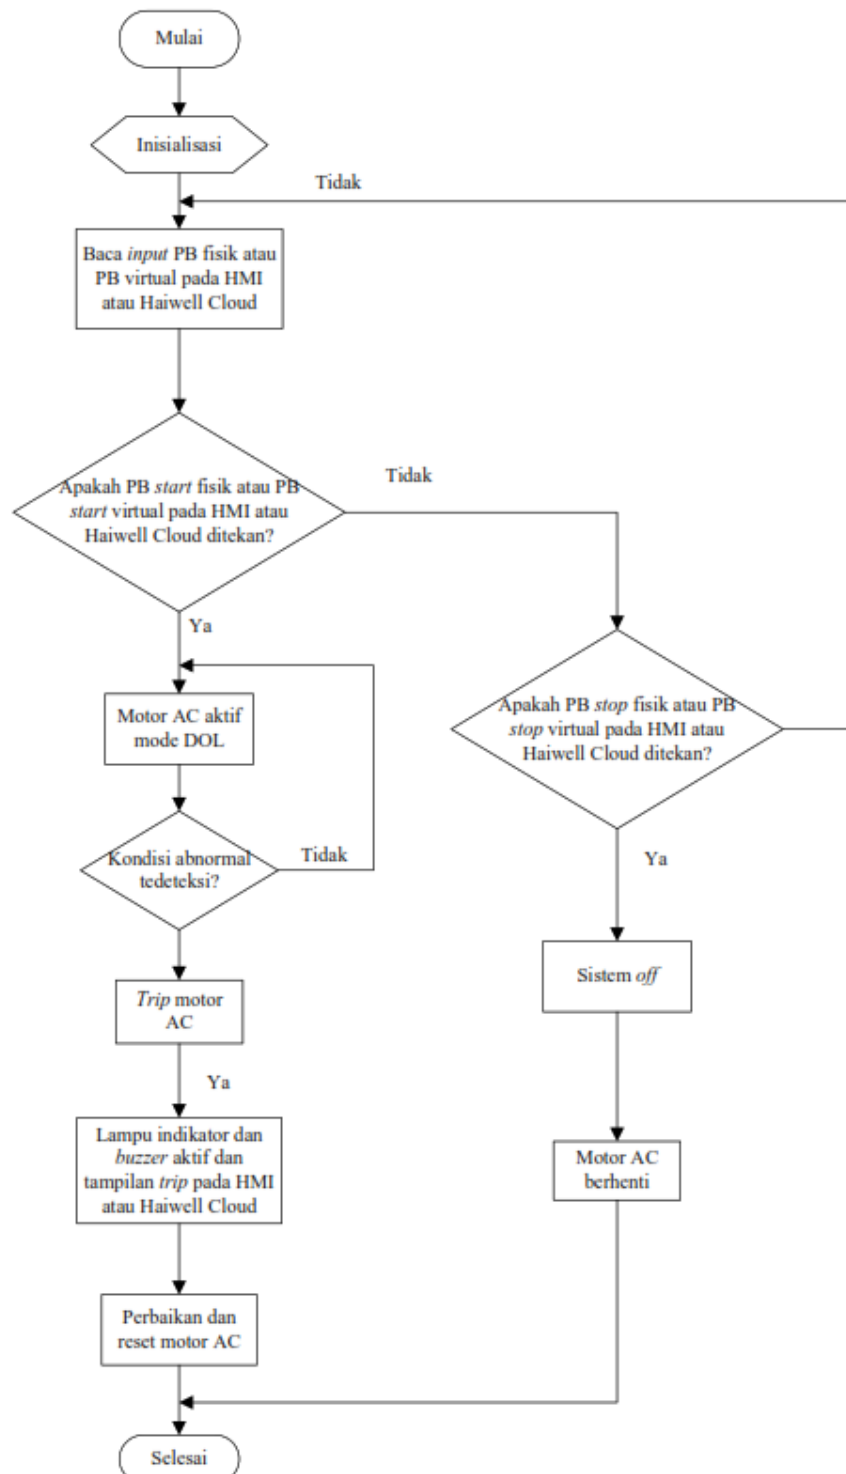 Mulai
Inisialisasi
Tidak
Baca input PB fisik atau
PB virtual pada HMI
atau Haiwell Cloud
Apakah PB start fisik atau PB
start virtual pada HMI atau
Haiwell Cloud ditekan?
Tidak
Ya
Motor AC aktif
mode DOL
Apakah PB stop fisik atau PB
stop virtual pada HMI atau
Haiwell Cloud ditekan?
Kondisi abnormal
tedeteksi?
Tidak
Ya
Trip motor
AC
Sistem off
Ya
Lampu indikator dan
buzzer aktif dan
tampilan trip pada HMI
atau Haiwell Cloud
Motor AC
berhenti
Perbaikan dan
reset motor AC
Selesai